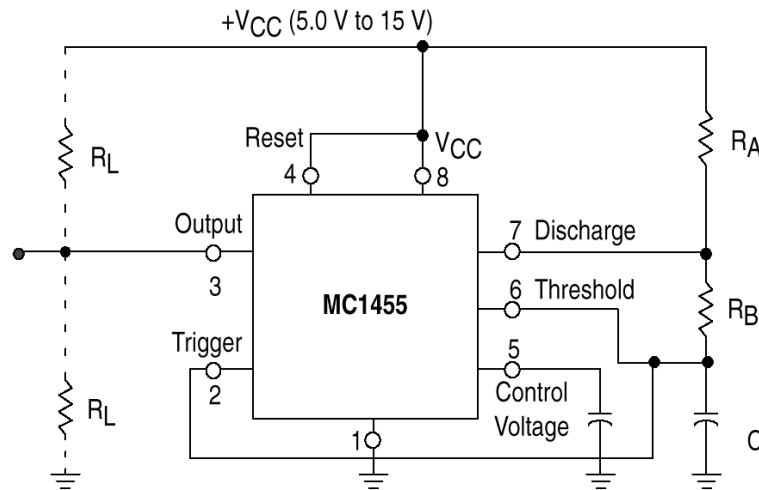 +VCC (5.0 V to 15 V)
Reset
VCC
RL
RA
4
8
Output
7 Discharge
3
MC1455
6 Threshold
RB
Trigger
5
2
Control
Voltage
RL
1